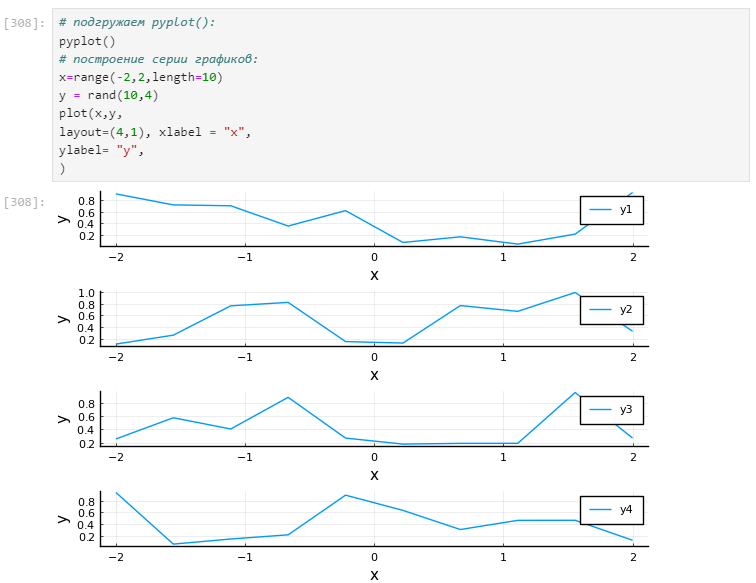 [308]:
# подгружаем pyplot():
pyplot()
# построение серии графиков:
x=range(-2,2,length=10)
y = rand(10,4)
plot(x,y,
layout=(4,1), xlabel = "x",
ylabel= "y",
)
[308]:
y
0.8
0.6
0.4
0.2
y1
−2 −1 0 1 2
x
y
1.0
0.8
0.6
0.4
0.2
y2
−2 −1 0 1 2
x
y
0.8
0.6
0.4
0.2
y3
−2 −1 0 1 2
x
y
0.8
0.6
0.4
0.2
y4
−2 −1 0 1 2
x